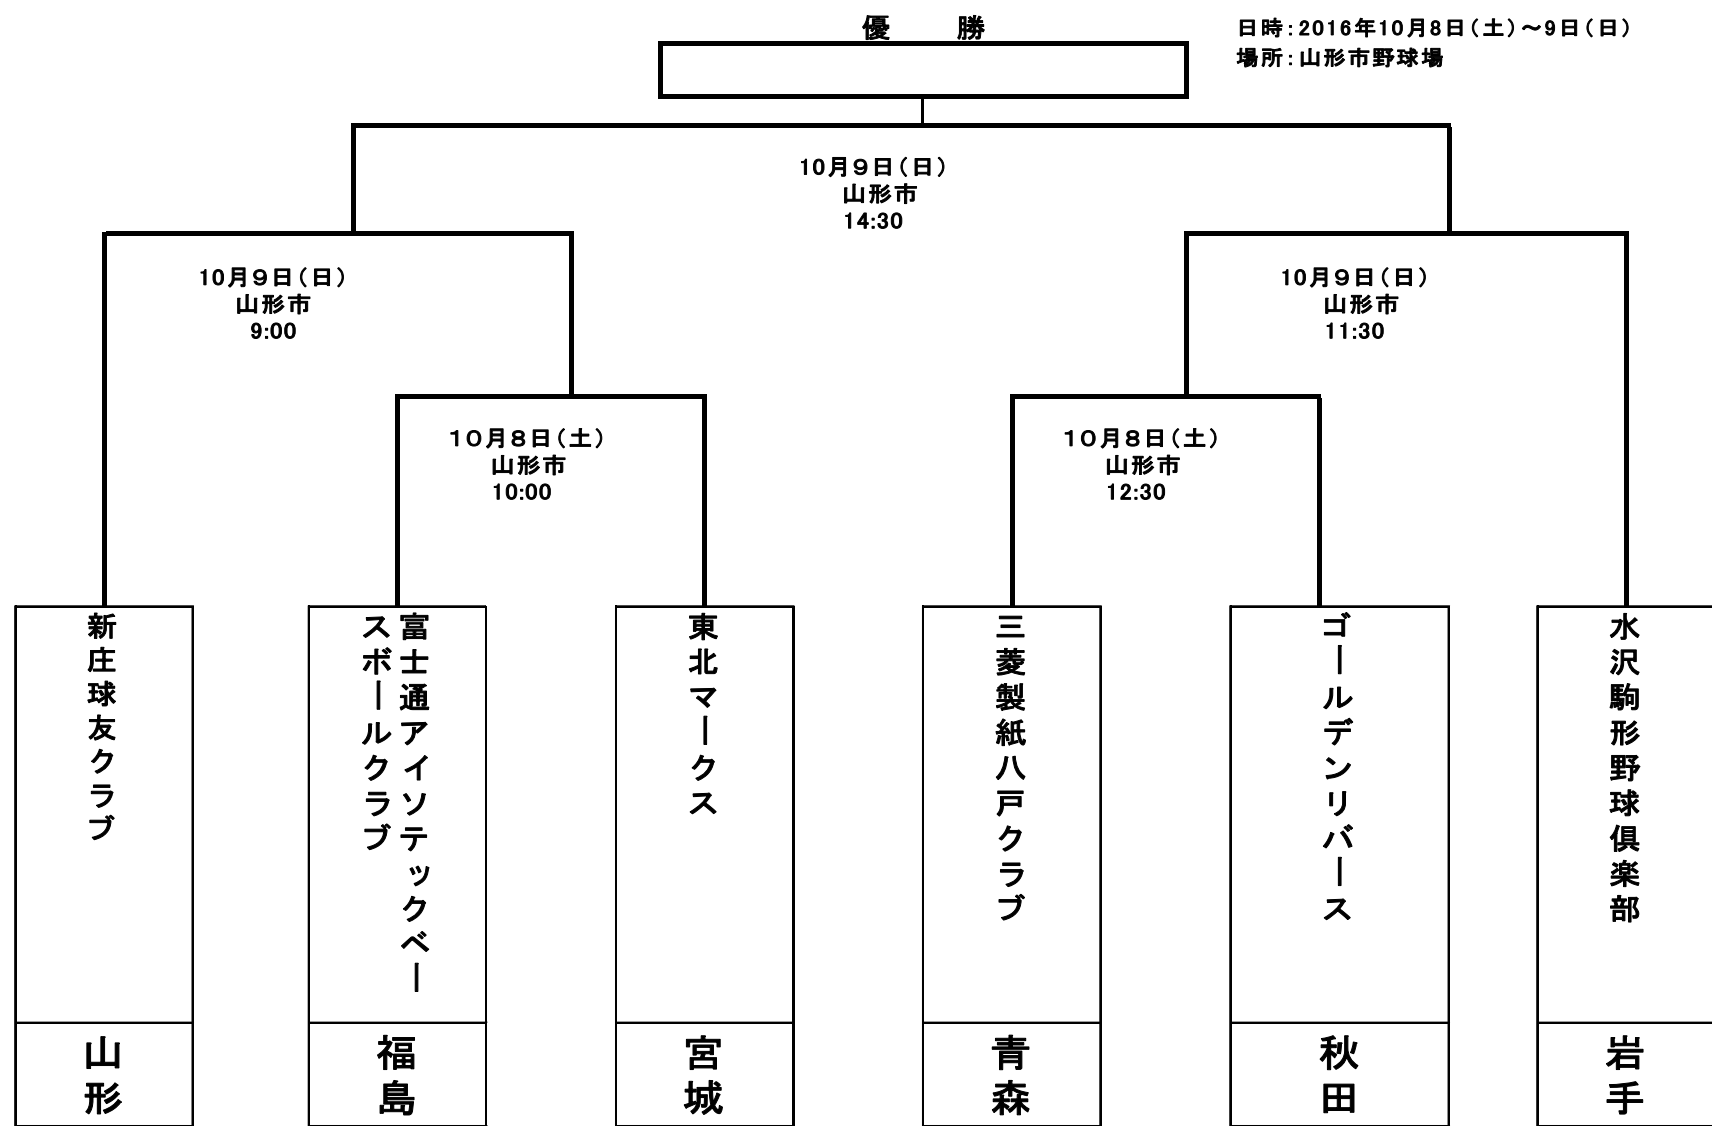 優　　勝
日時：2016年10月8日（土）～9日（日）
場所：山形市野球場
10月９日（日）
山形市
14:30
10月９日（日）
山形市
9:00
10月９日（日）
山形市
11:30
１０月８日（土）
山形市
10:00
１０月８日（土）
山形市
12:30
新庄球友クラブ
富士通アイソテックベー
スボールクラブ
東北マークス
三菱製紙八戸クラブ
ゴールデンリバース
水沢駒形野球倶楽部
山形
福島
宮城
青森
秋田
岩手